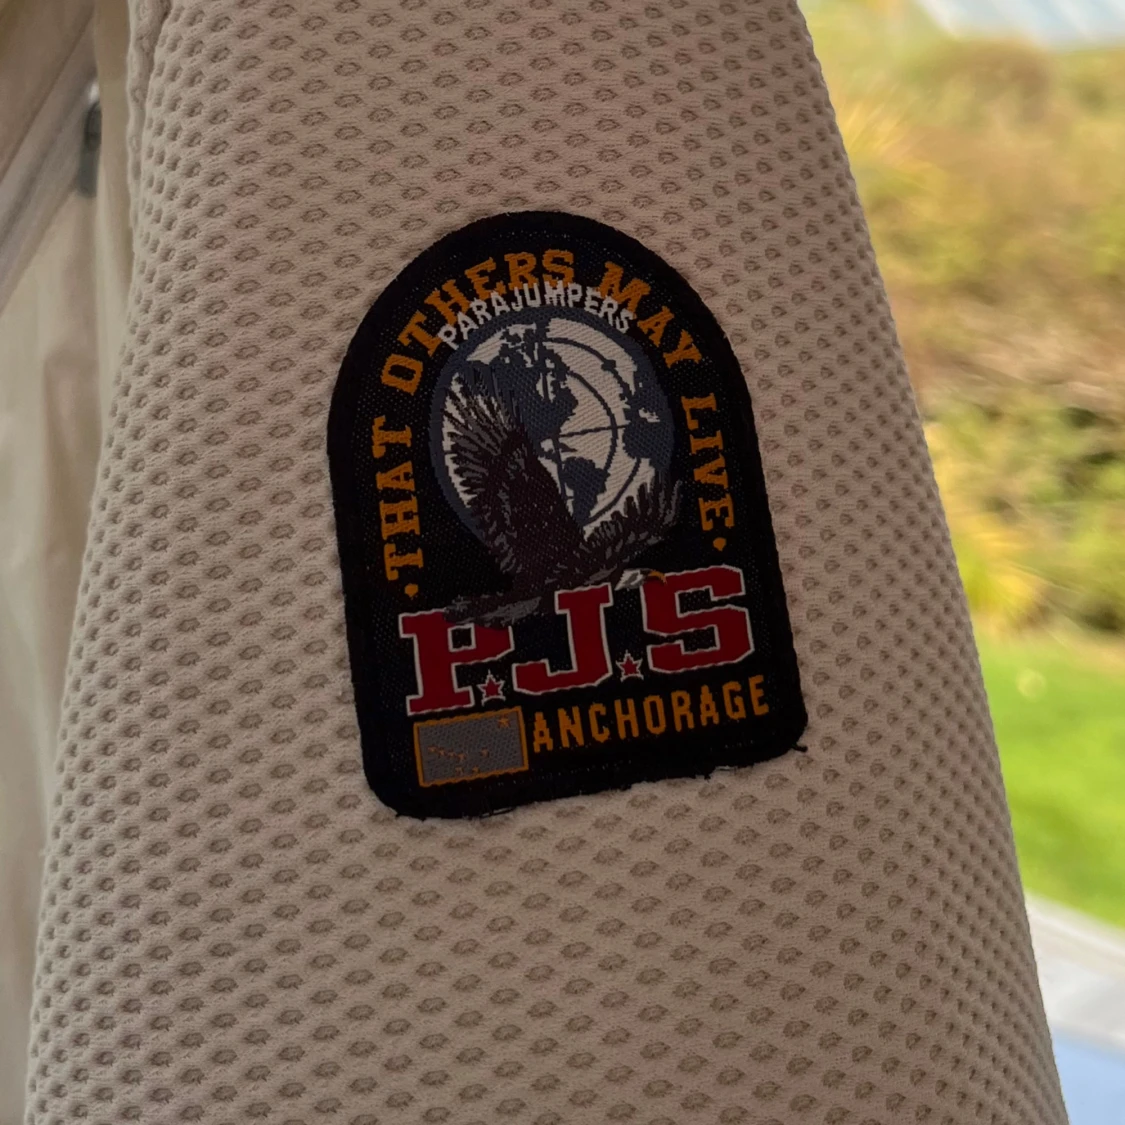 ·THAT OTHERS MAY LIVE·
PARAJUMPERS
P.J.S
ANCHORAGE